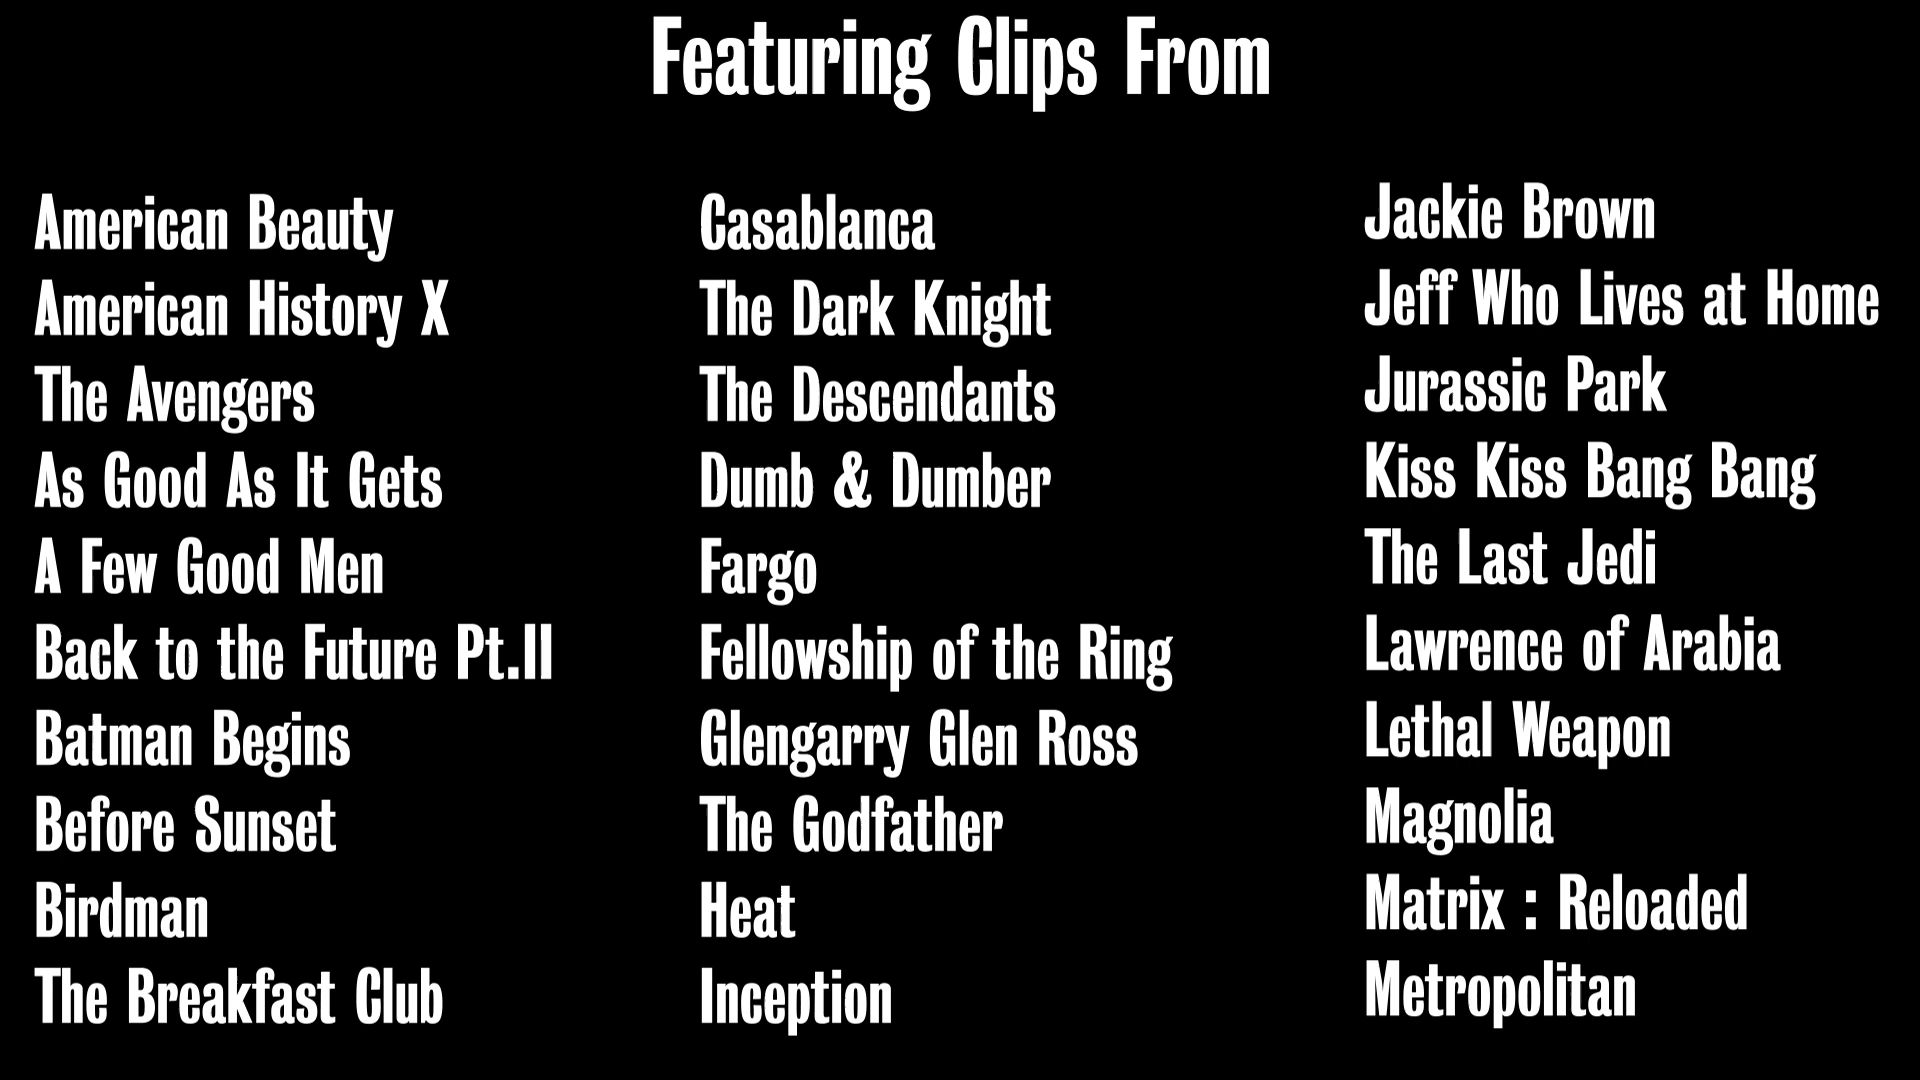 Featuring Clips From
American Beauty
American History X
The Avengers
As Good As It Gets
A Few Good Men
Back to the Future Pt.II
Batman Begins
Before Sunset
Birdman
The Breakfast Club
Casablanca
The Dark Knight
The Descendants
Dumb & Dumber
Fargo
Fellowship of the Ring
Glengarry Glen Ross
The Godfather
Heat
Inception
Jackie Brown
Jeff Who Lives at Home
Jurassic Park
Kiss Kiss Bang Bang
The Last Jedi
Lawrence of Arabia
Lethal Weapon
Magnolia
Matrix : Reloaded
Metropolitan